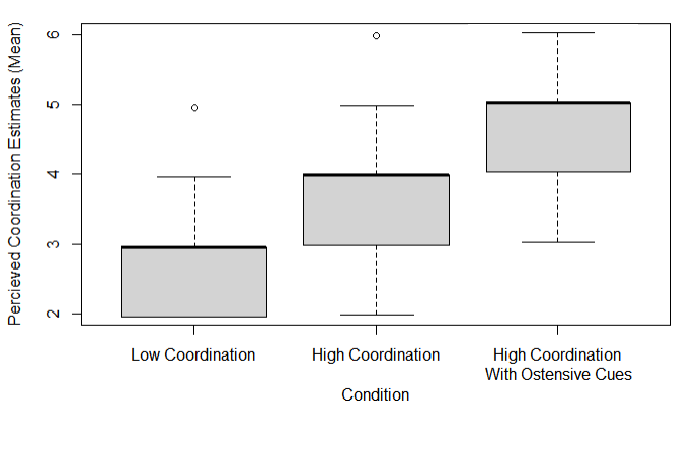 Percieved Coordination Estimates (Mean)
6
5
4
3
2
Low Coordination
High Coordination
High Coordination
With Ostensive Cues
Condition